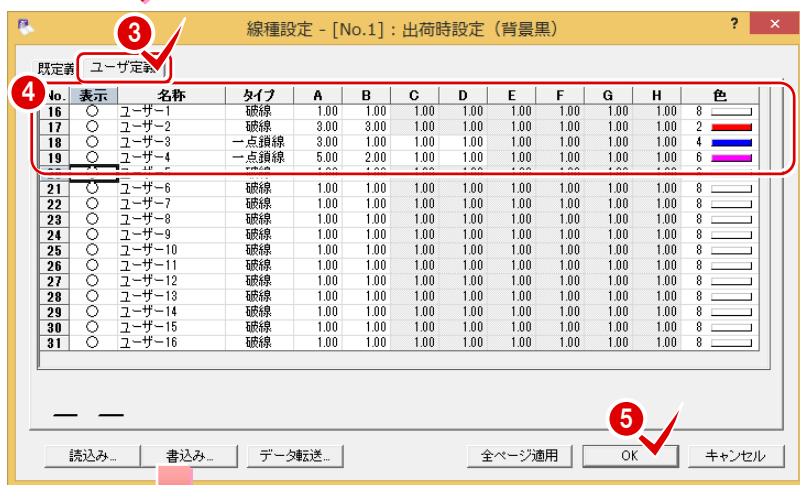 線種設定 - [No.1] : 出荷時設定（背景黒） ? ×
3
既定義 ユーザ定義
4
No. 表示 名称 タイプ A B C D E F G H 色
16 ○ ユーザー1 破線 1.00 1.00 1.00 1.00 1.00 1.00 1.00 1.00 8
17 ○ ユーザー2 破線 3.00 3.00 1.00 1.00 1.00 1.00 1.00 1.00 2
18 ○ ユーザー3 一点鎖線 3.00 1.00 1.00 1.00 1.00 1.00 1.00 1.00 4
19 ○ ユーザー4 一点鎖線 5.00 2.00 1.00 1.00 1.00 1.00 1.00 1.00 6
21 ○ ユーザー6 破線 1.00 1.00 1.00 1.00 1.00 1.00 1.00 1.00 8
22 ○ ユーザー7 破線 1.00 1.00 1.00 1.00 1.00 1.00 1.00 1.00 8
23 ○ ユーザー8 破線 1.00 1.00 1.00 1.00 1.00 1.00 1.00 1.00 8
24 ○ ユーザー9 破線 1.00 1.00 1.00 1.00 1.00 1.00 1.00 1.00 8
25 ○ ユーザー10 破線 1.00 1.00 1.00 1.00 1.00 1.00 1.00 1.00 8
26 ○ ユーザー11 破線 1.00 1.00 1.00 1.00 1.00 1.00 1.00 1.00 8
27 ○ ユーザー12 破線 1.00 1.00 1.00 1.00 1.00 1.00 1.00 1.00 8
28 ○ ユーザー13 破線 1.00 1.00 1.00 1.00 1.00 1.00 1.00 1.00 8
29 ○ ユーザー14 破線 1.00 1.00 1.00 1.00 1.00 1.00 1.00 1.00 8
30 ○ ユーザー15 破線 1.00 1.00 1.00 1.00 1.00 1.00 1.00 1.00 8
31 ○ ユーザー16 破線 1.00 1.00 1.00 1.00 1.00 1.00 1.00 1.00 8
5
読込み... 書込み... データ転送... 全ページ適用 OK キャンセル